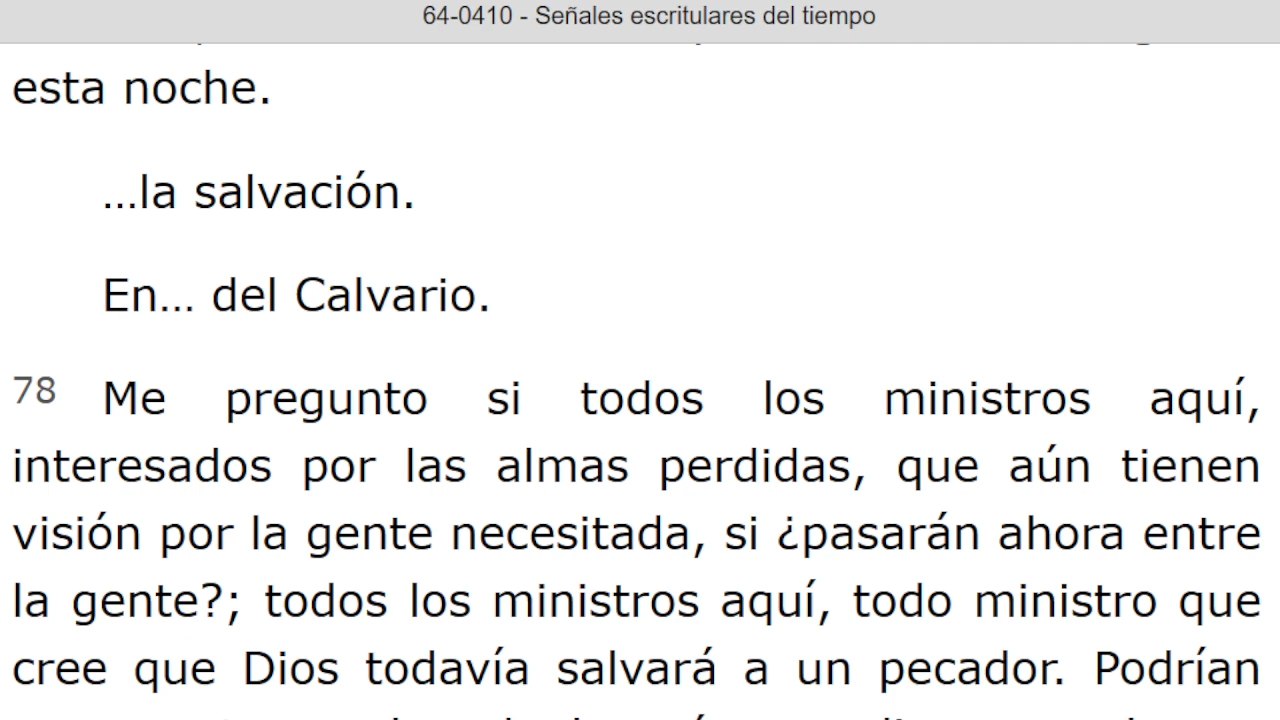 64-0410 - Señales escritulares del tiempo
esta noche.
…la salvación.
En… del Calvario.
78 Me pregunto si todos los ministros aquí,
interesados por las almas perdidas, que aún tienen
visión por la gente necesitada, si ¿pasarán ahora entre
la gente?; todos los ministros aquí, todo ministro que
cree que Dios todavía salvará a un pecador. Podrían